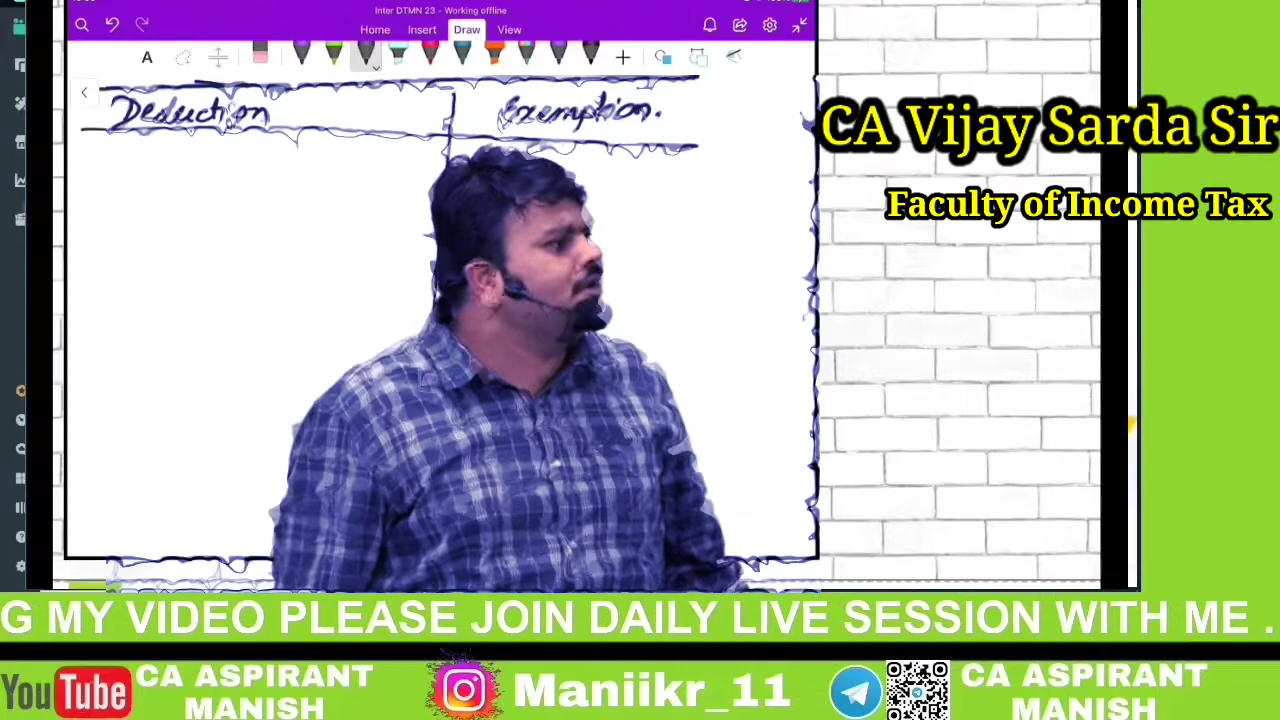 Inter DTMN 23 - Working offline
Home Insert Draw View
A
Deduction Exemption.
CA Vijay Sarda Sir
Faculty of Income Tax
G MY VIDEO PLEASE JOIN DAILY LIVE SESSION WITH ME .
YouTube CA ASPIRANT MANISH
Maniikr_11
CA ASPIRANT MANISH